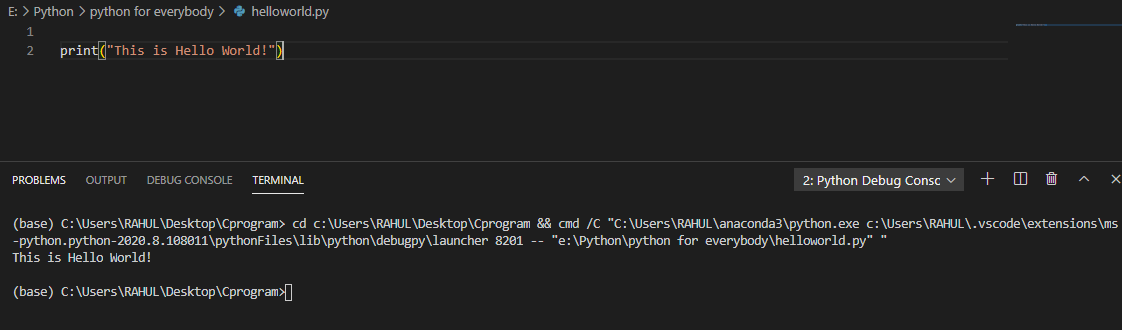 E: > Python > python for everybody > helloworld.py
1
2 print("This is Hello World!")
PROBLEMS OUTPUT DEBUG CONSOLE TERMINAL 2: Python Debug Consc
(base) C:\Users\RAHUL\Desktop\Cprogram> cd c:\Users\RAHUL\Desktop\Cprogram && cmd /C "C:\Users\RAHUL\anaconda3\python.exe c:\Users\RAHUL\.vscode\extensions\ms
-python.python-2020.8.108011\pythonFiles\lib\python\debugpy\launcher 8201 -- "e:\Python\python for everybody\helloworld.py" "
This is Hello World!
(base) C:\Users\RAHUL\Desktop\Cprogram>